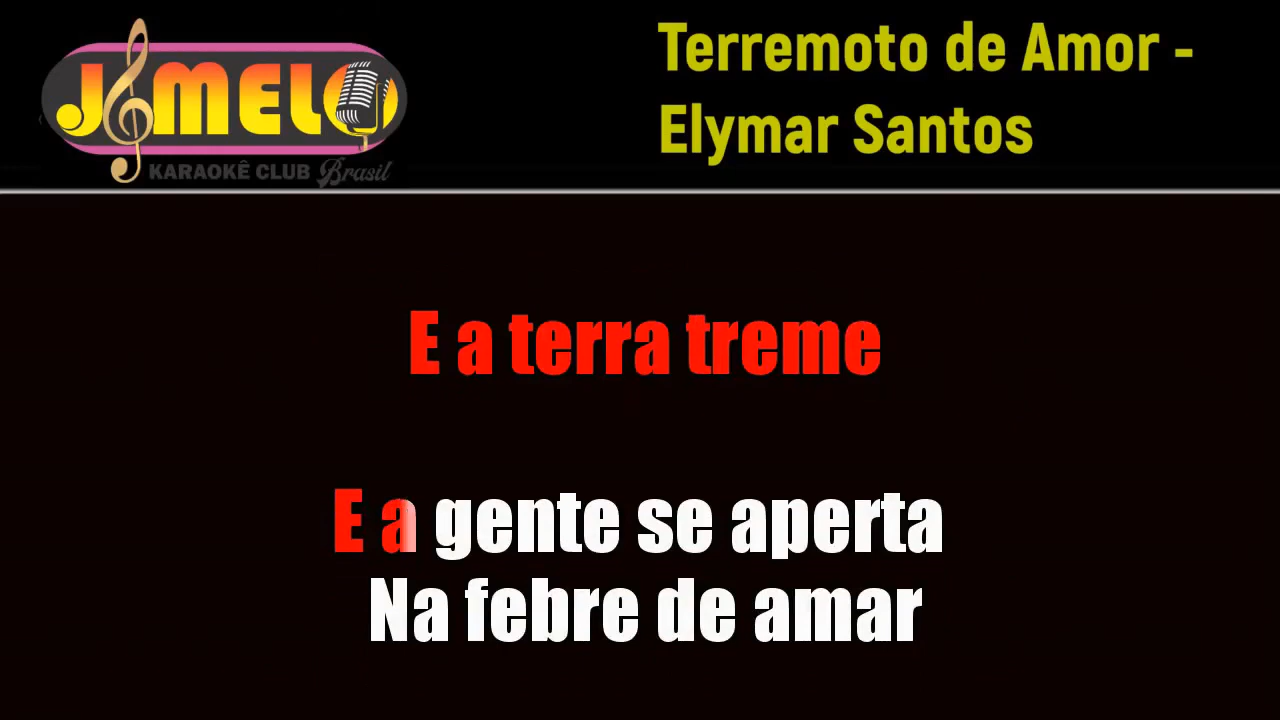 JMELO
KARAOKÊ CLUB Brasil
Terremoto de Amor -
Elymar Santos
E a terra treme
E a gente se aperta
Na febre de amar